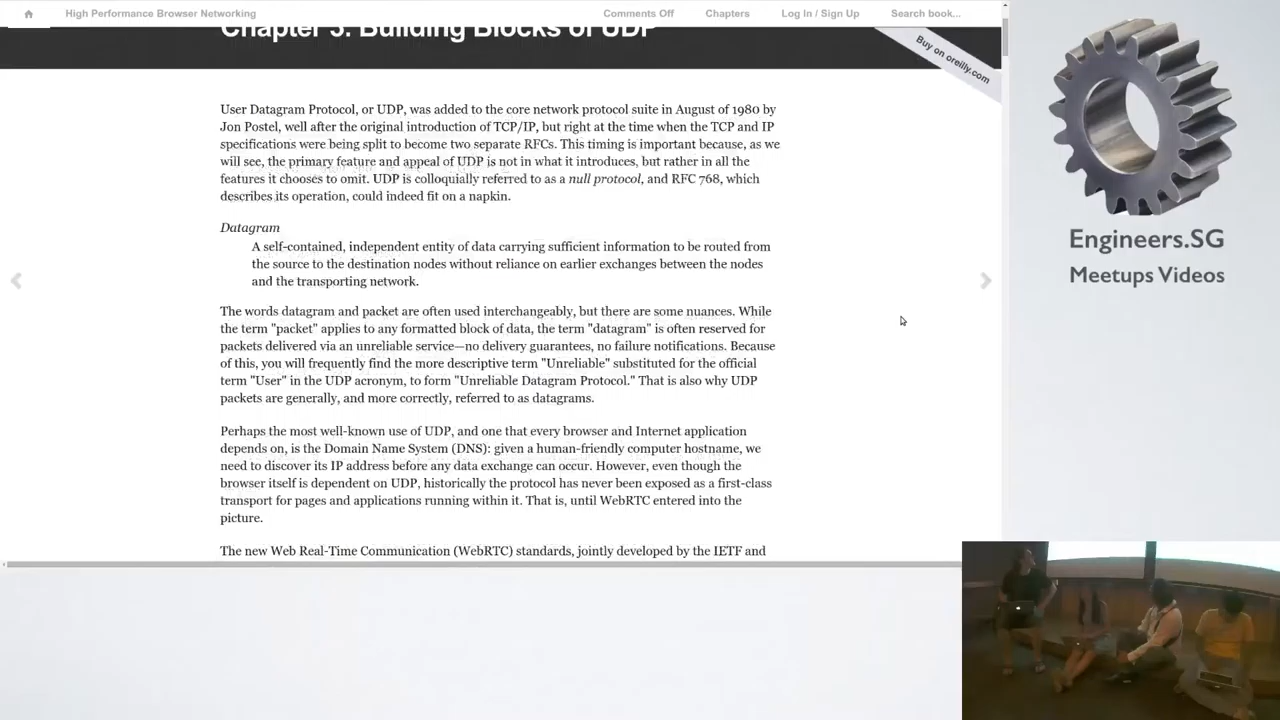 High Performance Browser Networking
Comments Off
Chapters
Log In / Sign Up
Search book...
Chapter 3: Building Blocks of UDP
Buy on oreilly.com
User Datagram Protocol, or UDP, was added to the core network protocol suite in August of 1980 by
Jon Postel, well after the original introduction of TCP/IP, but right at the time when the TCP and IP
specifications were being split to become two separate RFCs. This timing is important because, as we
will see, the primary feature and appeal of UDP is not in what it introduces, but rather in all the
features it chooses to omit. UDP is colloquially referred to as a null protocol, and RFC 768, which
describes its operation, could indeed fit on a napkin.
Datagram
A self-contained, independent entity of data carrying sufficient information to be routed from
the source to the destination nodes without reliance on earlier exchanges between the nodes
and the transporting network.
The words datagram and packet are often used interchangeably, but there are some nuances. While
the term "packet" applies to any formatted block of data, the term "datagram" is often reserved for
packets delivered via an unreliable service—no delivery guarantees, no failure notifications. Because
of this, you will frequently find the more descriptive term "Unreliable" substituted for the official
term "User" in the UDP acronym, to form "Unreliable Datagram Protocol." That is also why UDP
packets are generally, and more correctly, referred to as datagrams.
Perhaps the most well-known use of UDP, and one that every browser and Internet application
depends on, is the Domain Name System (DNS): given a human-friendly computer hostname, we
need to discover its IP address before any data exchange can occur. However, even though the
browser itself is dependent on UDP, historically the protocol has never been exposed as a first-class
transport for pages and applications running within it. That is, until WebRTC entered into the
picture.
The new Web Real-Time Communication (WebRTC) standards, jointly developed by the IETF and
Engineers.SG
Meetups Videos